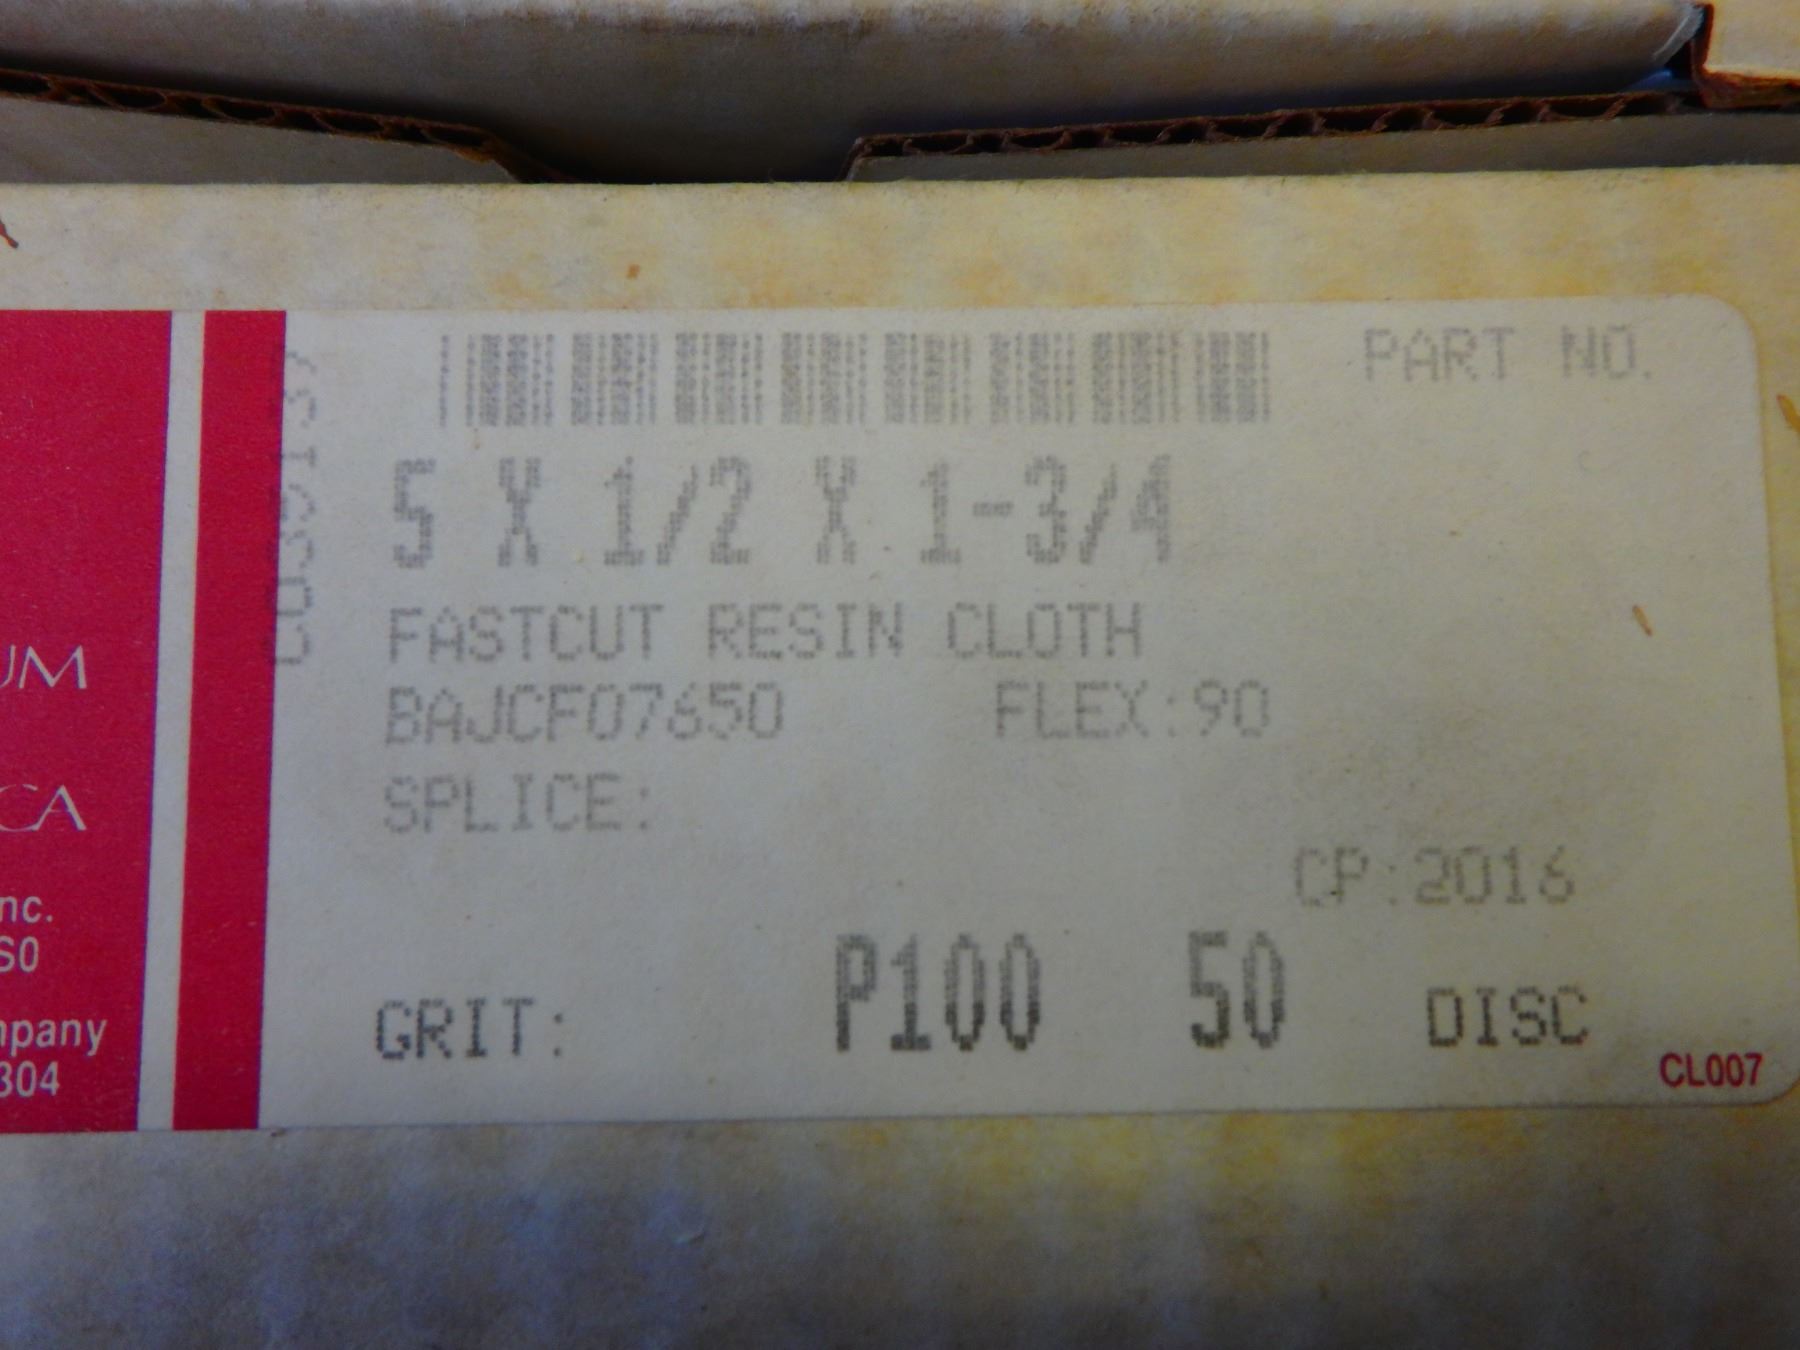 UM
CA
nc.
S0
mpany
304
PART NO.
5 X 1/2 X 1-3/4
FASTCUT RESIN CLOTH
BAJCF07650 FLEX:90
SPLICE:
CP:2016
GRIT: P100 50 DISC
CL007